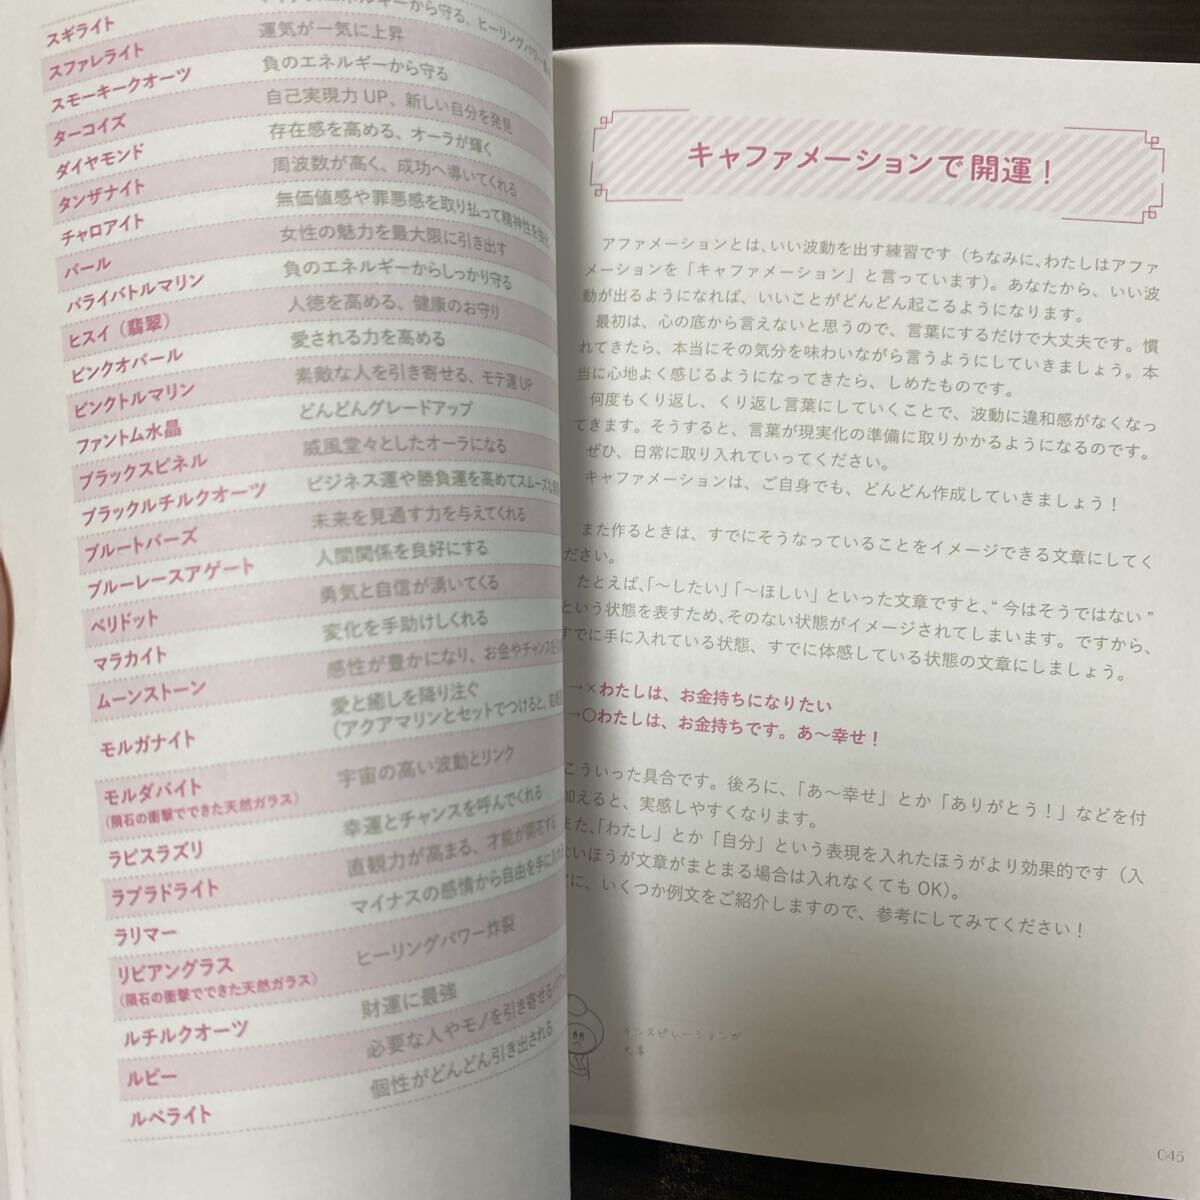 スギライト
から守る、ヒーリングパワー
スファレライト 運気が一気に上昇
スモーキークオーツ 負のエネルギーから守る
ターコイズ 自己実現力UP、新しい自分を発見
ダイヤモンド 存在感を高める、オーラが輝く
タンザナイト 周波数が高く、成功へ導いてくれる
チャロアイト 無価値感や罪悪感を取り払って精神性を
パール 女性の魅力を最大限に引き出す
パライバトルマリン 負のエネルギーからしっかり守る
ヒスイ（翡翠） 人徳を高める、健康のお守り
ピンクオパール 愛される力を高める
ピンクトルマリン 素敵な人を引き寄せる、モテ運UP
ファントム水晶 どんどんグレードアップ
ブラックスピネル 威風堂々としたオーラになる
ブラックルチルクオーツ ビジネス運や勝負運を高めてスムーズな
ブルートパーズ 未来を見通す力を与えてくれる
ブルーレースアゲート 人間関係を良好にする
ペリドット 勇気と自信が湧いてくる
マラカイト 変化を手助けしくれる
ムーンストーン 感性が豊かになり、お金やチャンスを
モルガナイト 愛と癒しを降り注ぐ
（アクアマリンとセットでつけると、
モルダバイト
（隕石の衝撃でできた天然ガラス） 宇宙の高い波動とリンク
ラピスラズリ 幸運とチャンスを呼んでくれる
ラブラドライト 直観力が高まる、才能が開花する
ラリマー マイナスの感情から自由を手に
リビアングラス
（隕石の衝撃でできた天然ガラス） ヒーリングパワー炸裂
ルチルクオーツ 財運に最強
ルビー 必要な人やモノを引き寄せる
ルベライト 個性がどんどん引き出される
キャファメーションで開運！
アファメーションとは、いい波動を出す練習です（ちなみに、わたしはアファ
メーションを「キャファメーション」と言っています）。あなたから、いい波
動が出るようになれば、いいことがどんどん起こるようになります。
最初は、心の底から言えないと思うので、言葉にするだけで大丈夫です。慣
れてきたら、本当にその気分を味わいながら言うようにしていきましょう。本
当に心地よく感じるようになってきたら、しめたものです。
何度もくり返し、くり返し言葉にしていくことで、波動に違和感がなくなっ
てきます。そうすると、言葉が現実化の準備に取りかかるようになるのです。
ぜひ、日常に取り入れていってください。
キャファメーションは、ご自身でも、どんどん作成していきましょう！
また作るときは、すでにそうなっていることをイメージできる文章にしてく
ださい。
たとえば、「〜したい」「〜ほしい」といった文章ですと、“今はそうではない”
という状態を表すため、そのない状態がイメージされてしまいます。ですから、
すでに手に入れている状態、すでに体感している状態の文章にしましょう。
→×わたしは、お金持ちになりたい
→〇わたしは、お金持ちです。あ〜幸せ！
こういった具合です。後ろに、「あ〜幸せ」とか「ありがとう！」などを付
加えると、実感しやすくなります。
また、「わたし」とか「自分」という表現を入れたほうがより効果的です（入
ないほうが文章がまとまる場合は入れなくてもOK）。
に、いくつか例文をご紹介しますので、参考にしてみてください！
インスピレーションが
大事
045